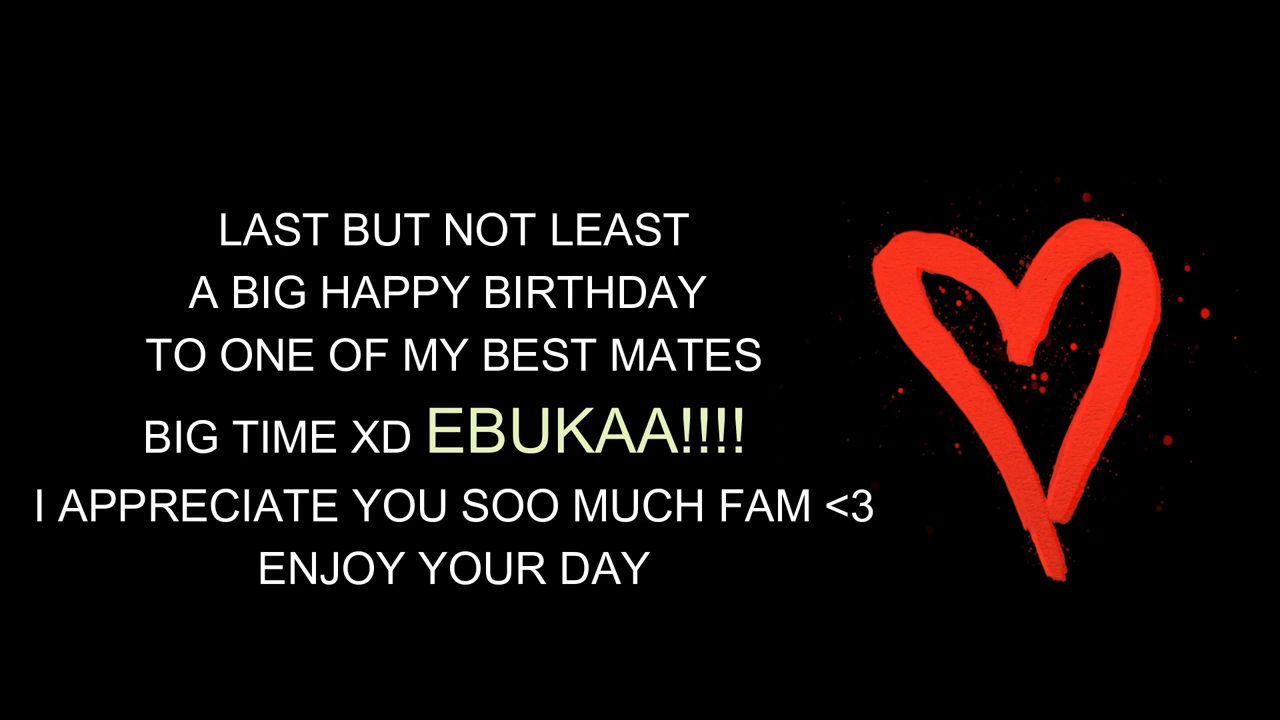 LAST BUT NOT LEAST
A BIG HAPPY BIRTHDAY
TO ONE OF MY BEST MATES
BIG TIME XD EBUKAA!!!!
I APPRECIATE YOU SOO MUCH FAM <3
ENJOY YOUR DAY